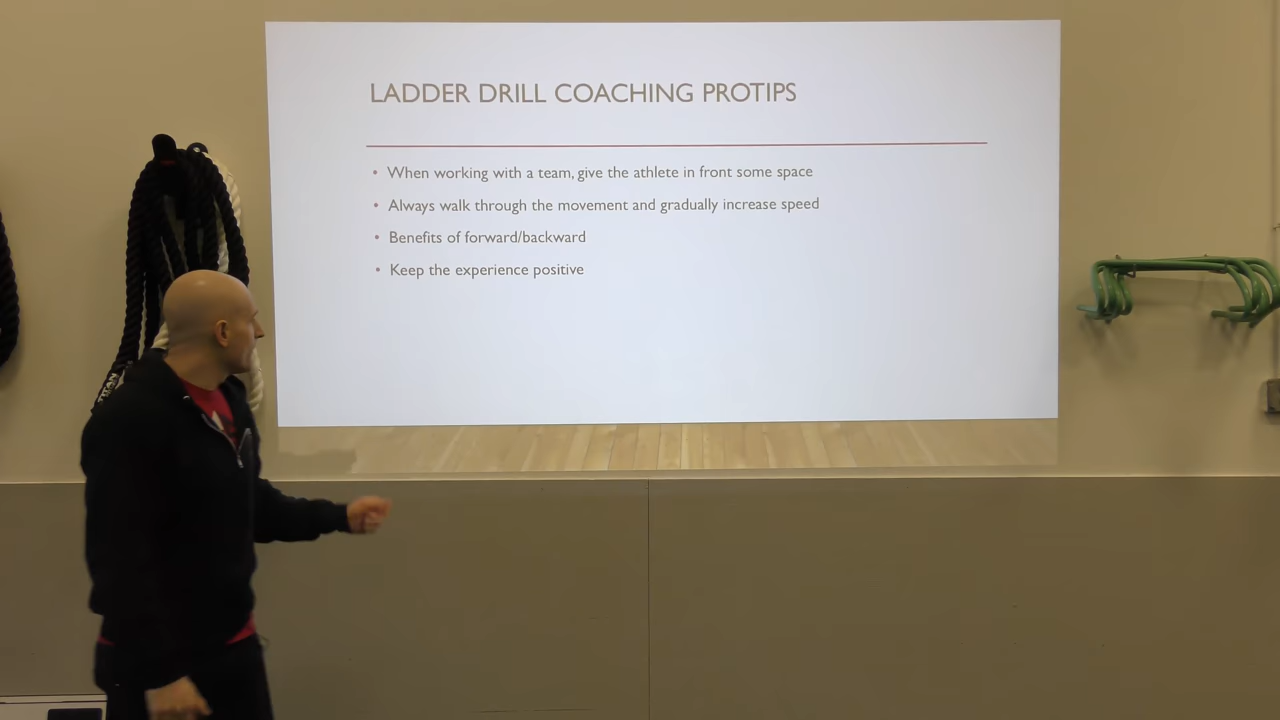 LADDER DRILL COACHING PROTIPS
• When working with a team, give the athlete in front some space
• Always walk through the movement and gradually increase speed
• Benefits of forward/backward
• Keep the experience positive